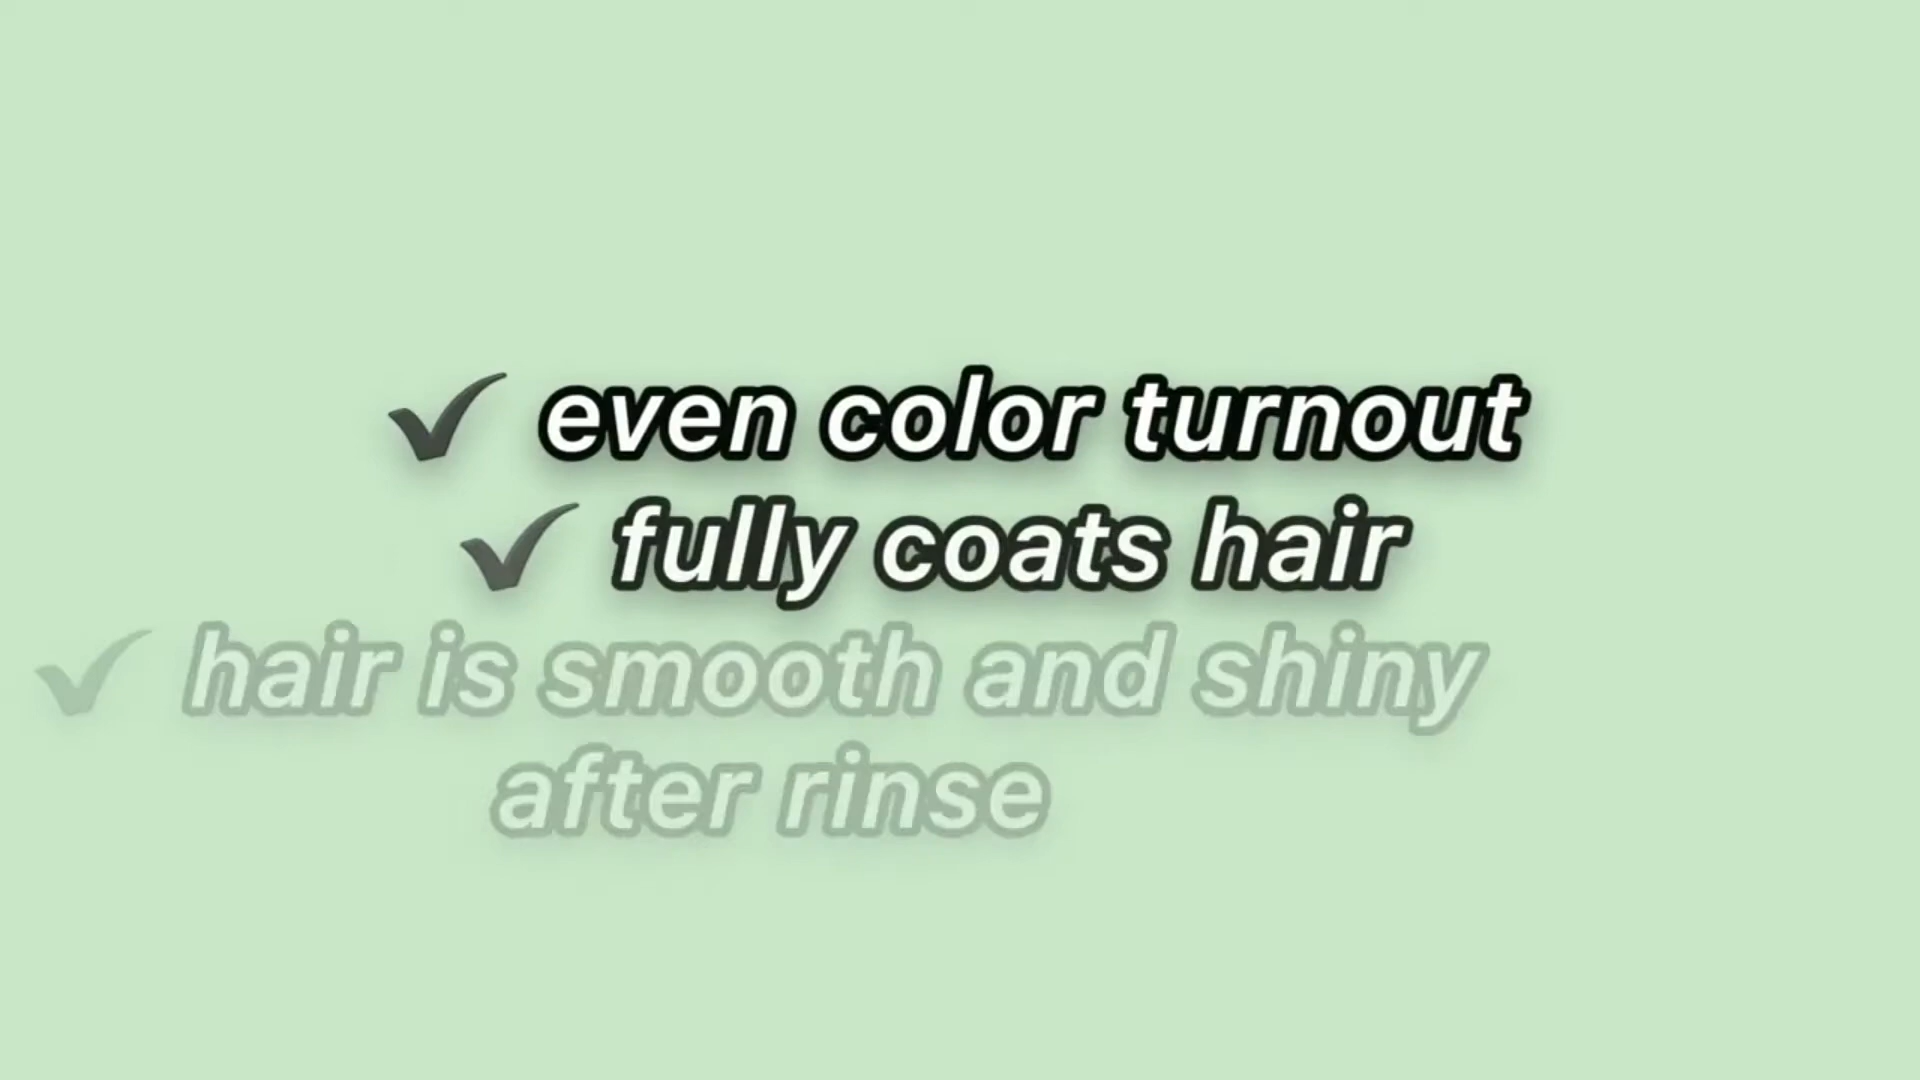 ✔ even color turnout
✔ fully coats hair
✔ hair is smooth and shiny
after rinse